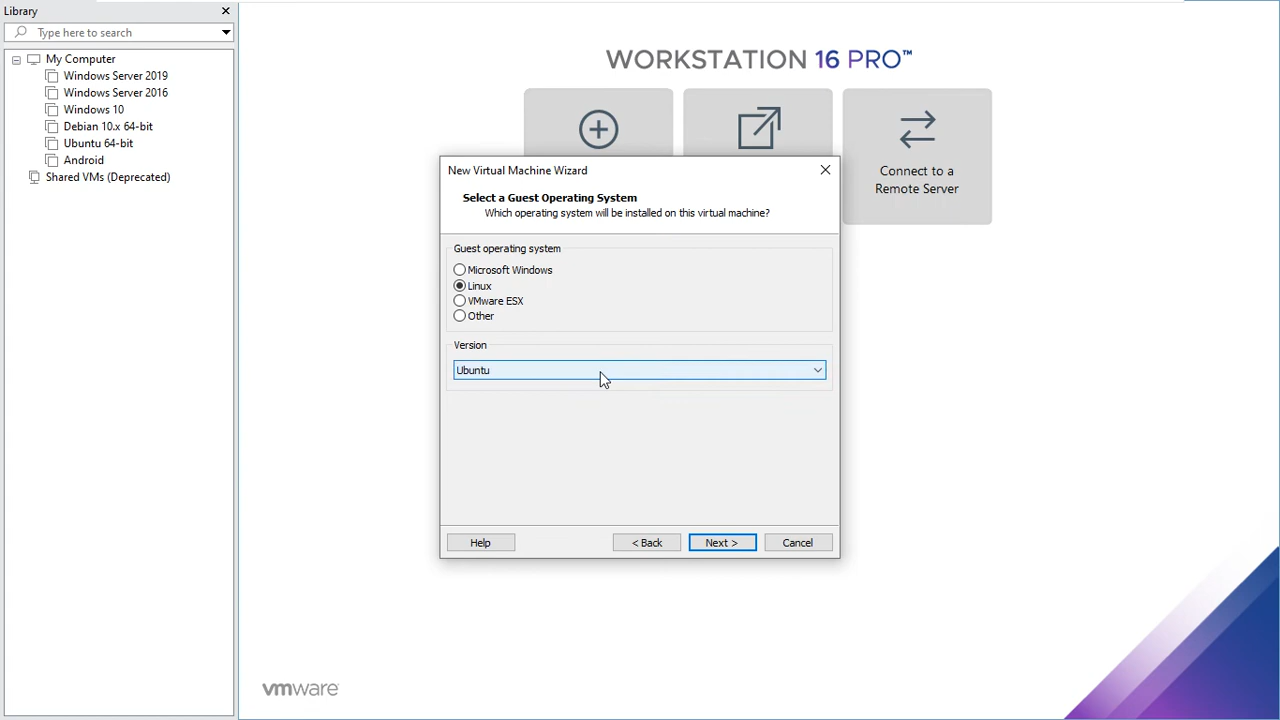 Library
Type here to search
My Computer
Windows Server 2019
Windows Server 2016
Windows 10
Debian 10.x 64-bit
Ubuntu 64-bit
Android
Shared VMs (Deprecated)
WORKSTATION 16 PRO™
Connect to a
Remote Server
New Virtual Machine Wizard
Select a Guest Operating System
Which operating system will be installed on this virtual machine?
Guest operating system
Microsoft Windows
Linux
VMware ESX
Other
Version
Ubuntu
Help
< Back
Next >
Cancel
vmware